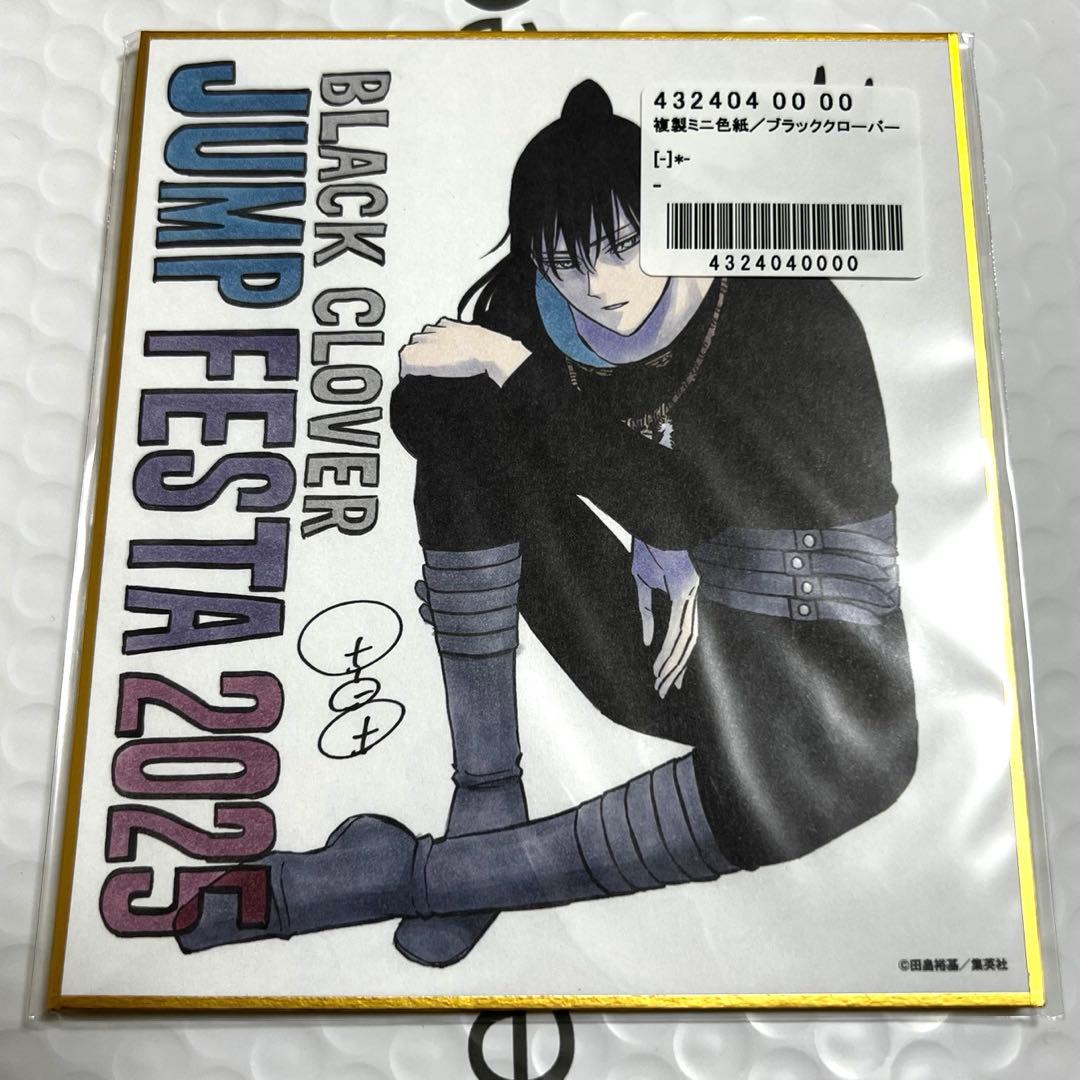 BLACK CLOVER
JUMP FESTA 2025
432404 00 00
複製ミニ色紙／ブラッククローバー
[-]*-
-
4324040000
©田畠裕基／集英社
e